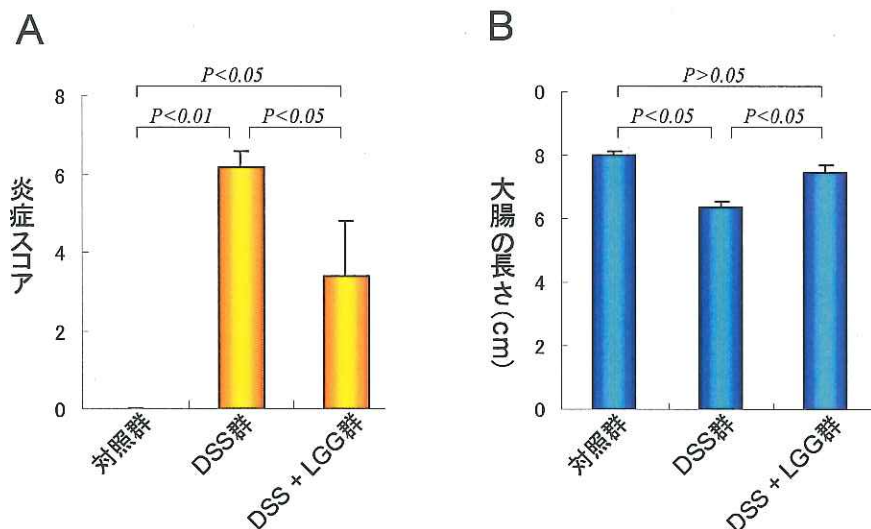 A
P<0.05
P<0.01
P<0.05
8
6
4
2
0
炎症スコア
対照群
DSS群
DSS + LGG群
B
P>0.05
P<0.05
P<0.05
0
8
6
4
2
0
大腸の長さ(cm)
対照群
DSS群
DSS + LGG群